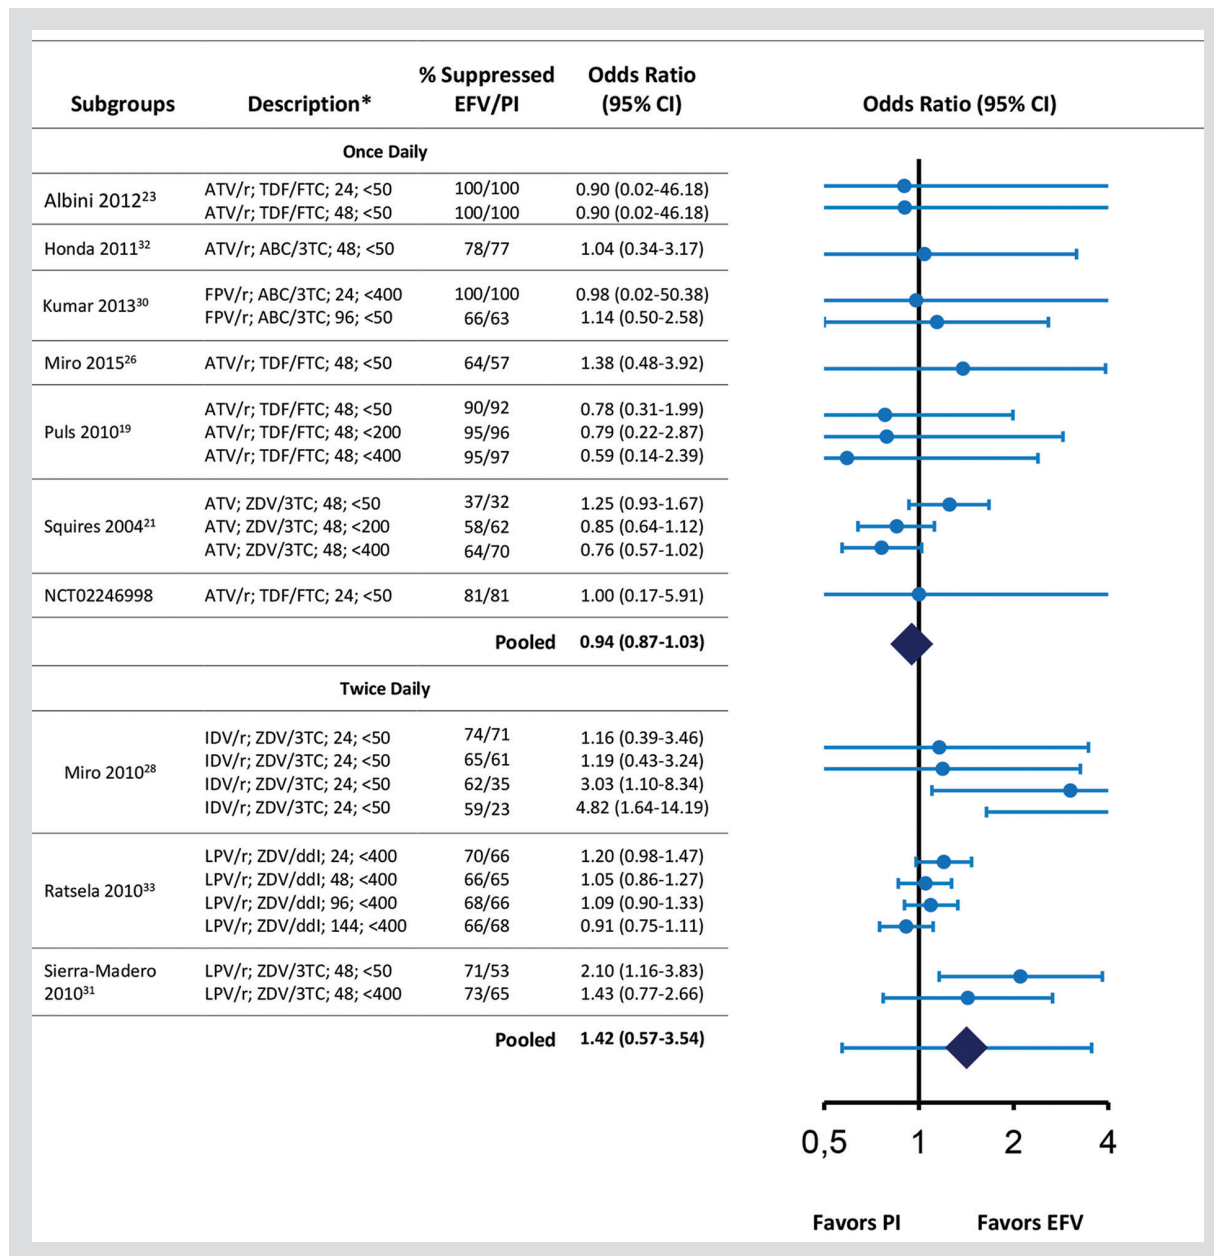 % Suppressed Odds Ratio
Subgroups Description* EFV/PI (95% CI) Odds Ratio (95% CI)
Once Daily
Albini 2012²³ ATV/r; TDF/FTC; 24; <50 100/100 0.90 (0.02-46.18)
ATV/r; TDF/FTC; 48; <50 100/100 0.90 (0.02-46.18)
Honda 2011³² ATV/r; ABC/3TC; 48; <50 78/77 1.04 (0.34-3.17)
Kumar 2013³⁰ FPV/r; ABC/3TC; 24; <400 100/100 0.98 (0.02-50.38)
FPV/r; ABC/3TC; 96; <50 66/63 1.14 (0.50-2.58)
Miro 2015²⁶ ATV/r; TDF/FTC; 48; <50 64/57 1.38 (0.48-3.92)
ATV/r; TDF/FTC; 48; <50 90/92 0.78 (0.31-1.99)
Puls 2010¹⁹ ATV/r; TDF/FTC; 48; <200 95/96 0.79 (0.22-2.87)
ATV/r; TDF/FTC; 48; <400 95/97 0.59 (0.14-2.39)
ATV; ZDV/3TC; 48; <50 37/32 1.25 (0.93-1.67)
Squires 2004²¹ ATV; ZDV/3TC; 48; <200 58/62 0.85 (0.64-1.12)
ATV; ZDV/3TC; 48; <400 64/70 0.76 (0.57-1.02)
NCT02246998 ATV/r; TDF/FTC; 24; <50 81/81 1.00 (0.17-5.91)
Pooled 0.94 (0.87-1.03)
Twice Daily
IDV/r; ZDV/3TC; 24; <50 74/71 1.16 (0.39-3.46)
Miro 2010²⁸ IDV/r; ZDV/3TC; 24; <50 65/61 1.19 (0.43-3.24)
IDV/r; ZDV/3TC; 24; <50 62/35 3.03 (1.10-8.34)
IDV/r; ZDV/3TC; 24; <50 59/23 4.82 (1.64-14.19)
LPV/r; ZDV/ddI; 24; <400 70/66 1.20 (0.98-1.47)
Ratsela 2010³³ LPV/r; ZDV/ddI; 48; <400 66/65 1.05 (0.86-1.27)
LPV/r; ZDV/ddI; 96; <400 68/66 1.09 (0.90-1.33)
LPV/r; ZDV/ddI; 144; <400 66/68 0.91 (0.75-1.11)
Sierra-Madero LPV/r; ZDV/3TC; 48; <50 71/53 2.10 (1.16-3.83)
2010³¹ LPV/r; ZDV/3TC; 48; <400 73/65 1.43 (0.77-2.66)
Pooled 1.42 (0.57-3.54)
0,5 1 2 4
Favors PI Favors EFV